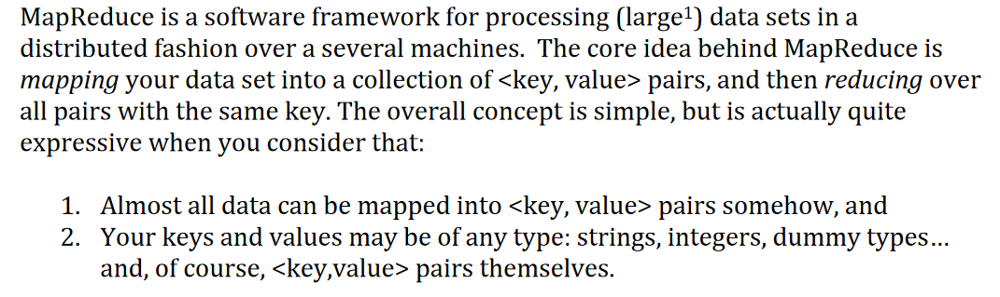 MapReduce is a software framework for processing (large¹) data sets in a
distributed fashion over a several machines.  The core idea behind MapReduce is
mapping your data set into a collection of <key, value> pairs, and then reducing over
all pairs with the same key. The overall concept is simple, but is actually quite
expressive when you consider that:
1. Almost all data can be mapped into <key, value> pairs somehow, and
2. Your keys and values may be of any type: strings, integers, dummy types…
and, of course, <key,value> pairs themselves.